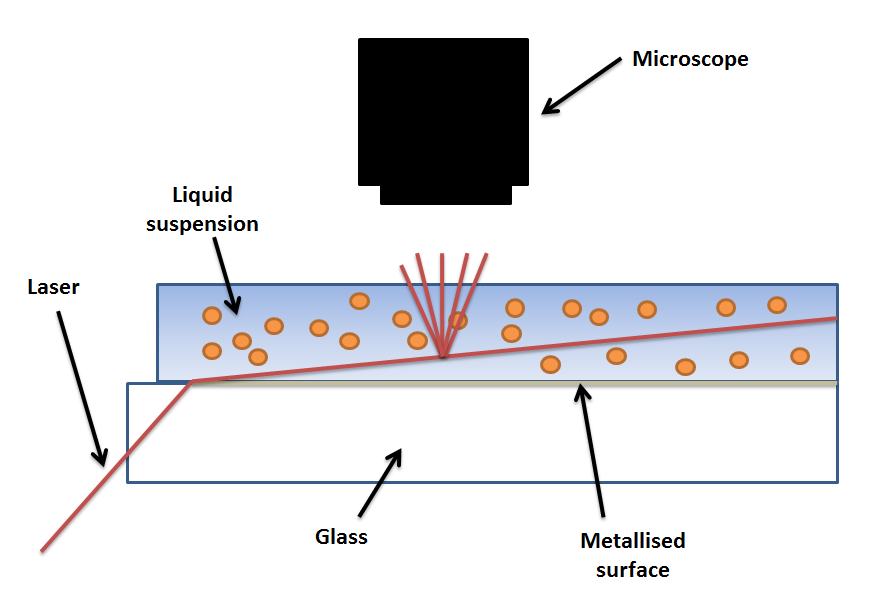 Microscope
Liquid
suspension
Laser
Glass
Metallised
surface